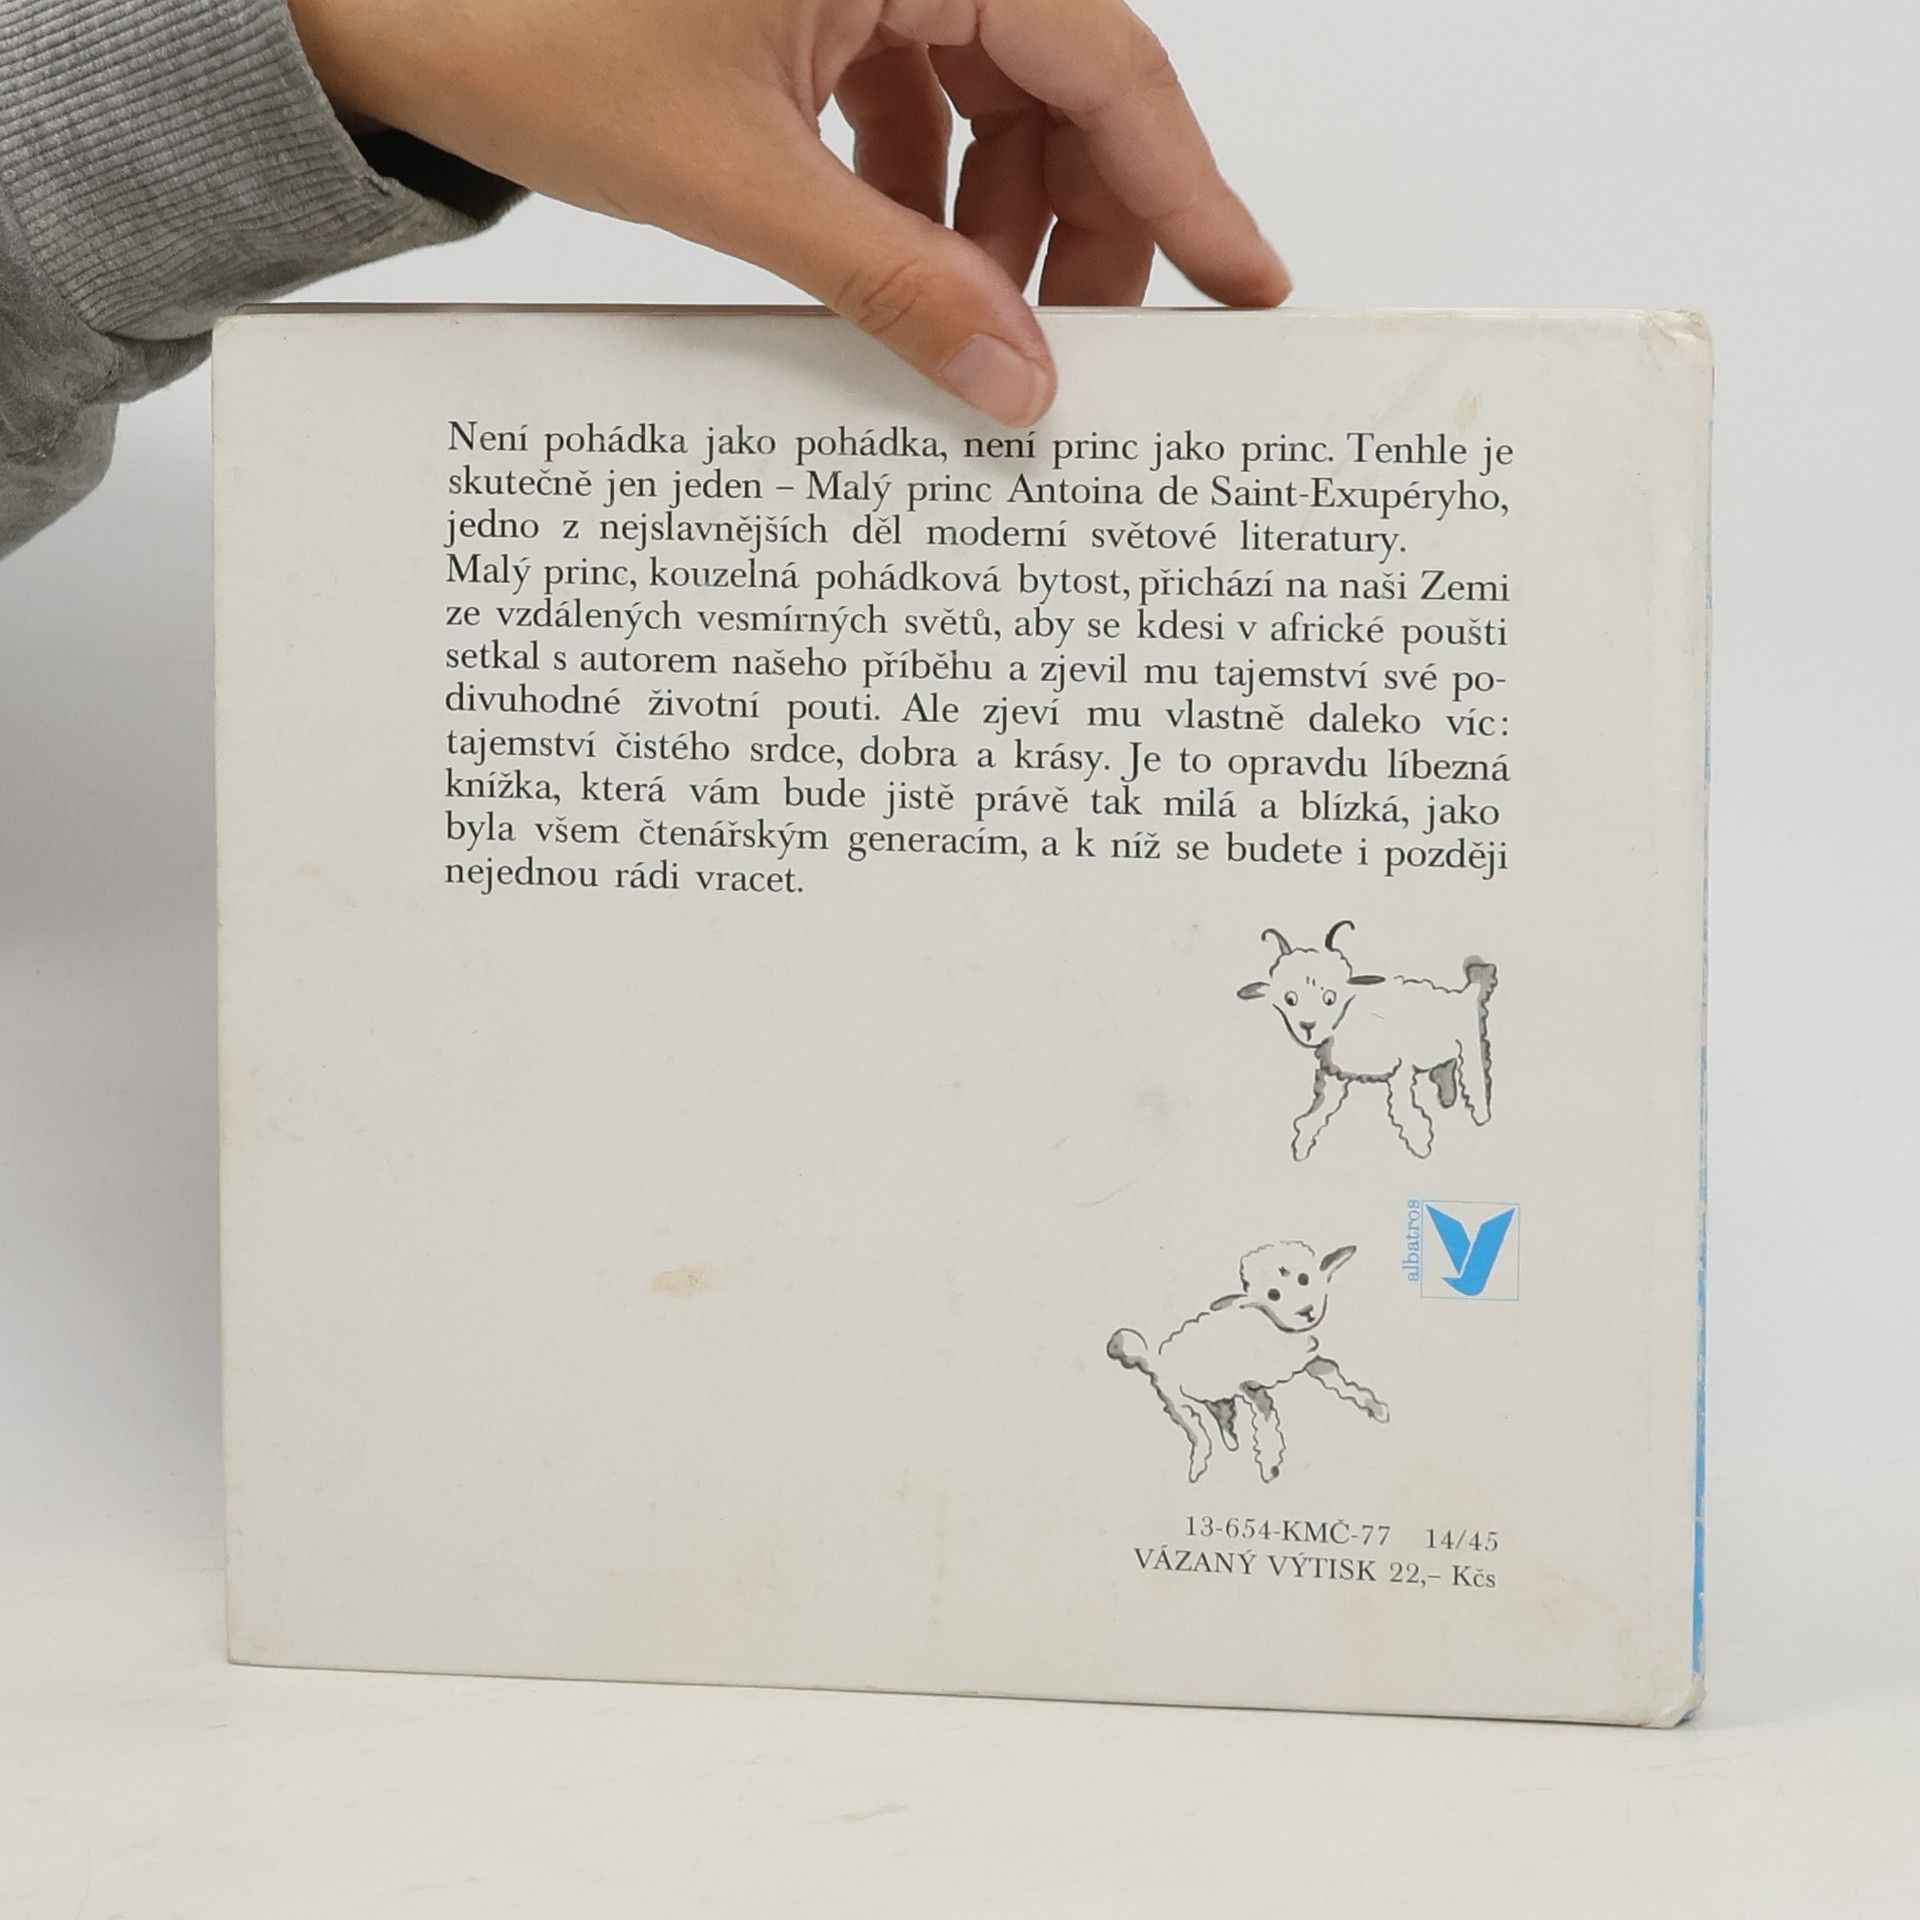 Není pohádka jako pohádka, není princ jako princ. Tenhle je
skutečně jen jeden – Malý princ Antoina de Saint-Exupéryho,
jedno z nejslavnějších děl moderní světové literatury.
Malý princ, kouzelná pohádková bytost, přichází na naši Zemi
ze vzdálených vesmírných světů, aby se kdesi v africké poušti
setkal s autorem našeho příběhu a zjevil mu tajemství své po-
divuhodné životní pouti. Ale zjeví mu vlastně daleko víc:
tajemství čistého srdce, dobra a krásy. Je to opravdu líbezná
knížka, která vám bude jistě právě tak milá a blízká, jako
byla všem čtenářským generacím, a k níž se budete i později
nejednou rádi vracet.
albatros
13-654-KMČ-77 14/45
VÁZANÝ VÝTISK 22,– Kčs